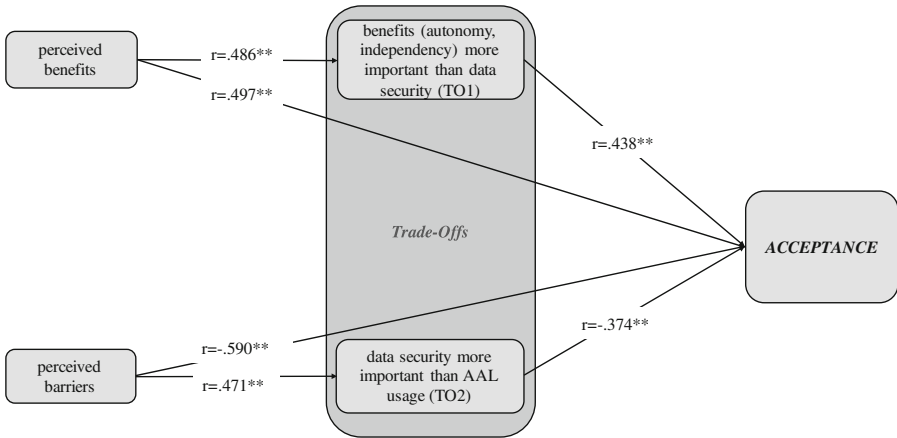 perceived
benefits
r=.486**
r=.497**
benefits (autonomy,
independency) more
important than data
security (TO1)
r=.438**
Trade-Offs
ACCEPTANCE
r=-.374**
r=-.590**
r=.471**
perceived
barriers
data security more
important than AAL
usage (TO2)